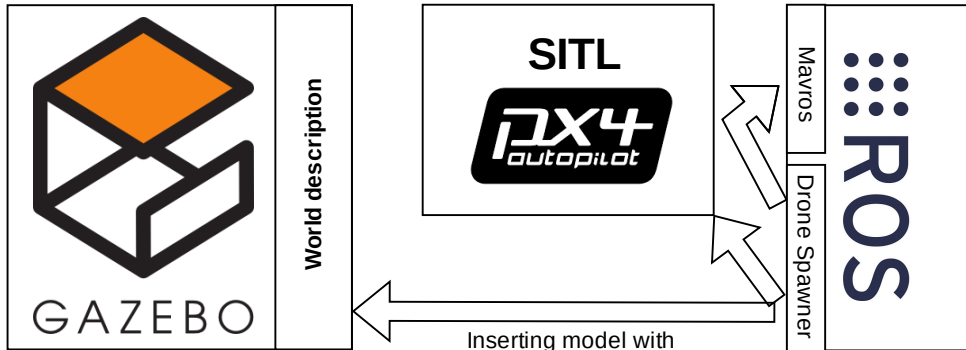 GAZEBO
World description
SITL
px4
autopilot
Mavros
Drone Spawner
ROS
Inserting model with